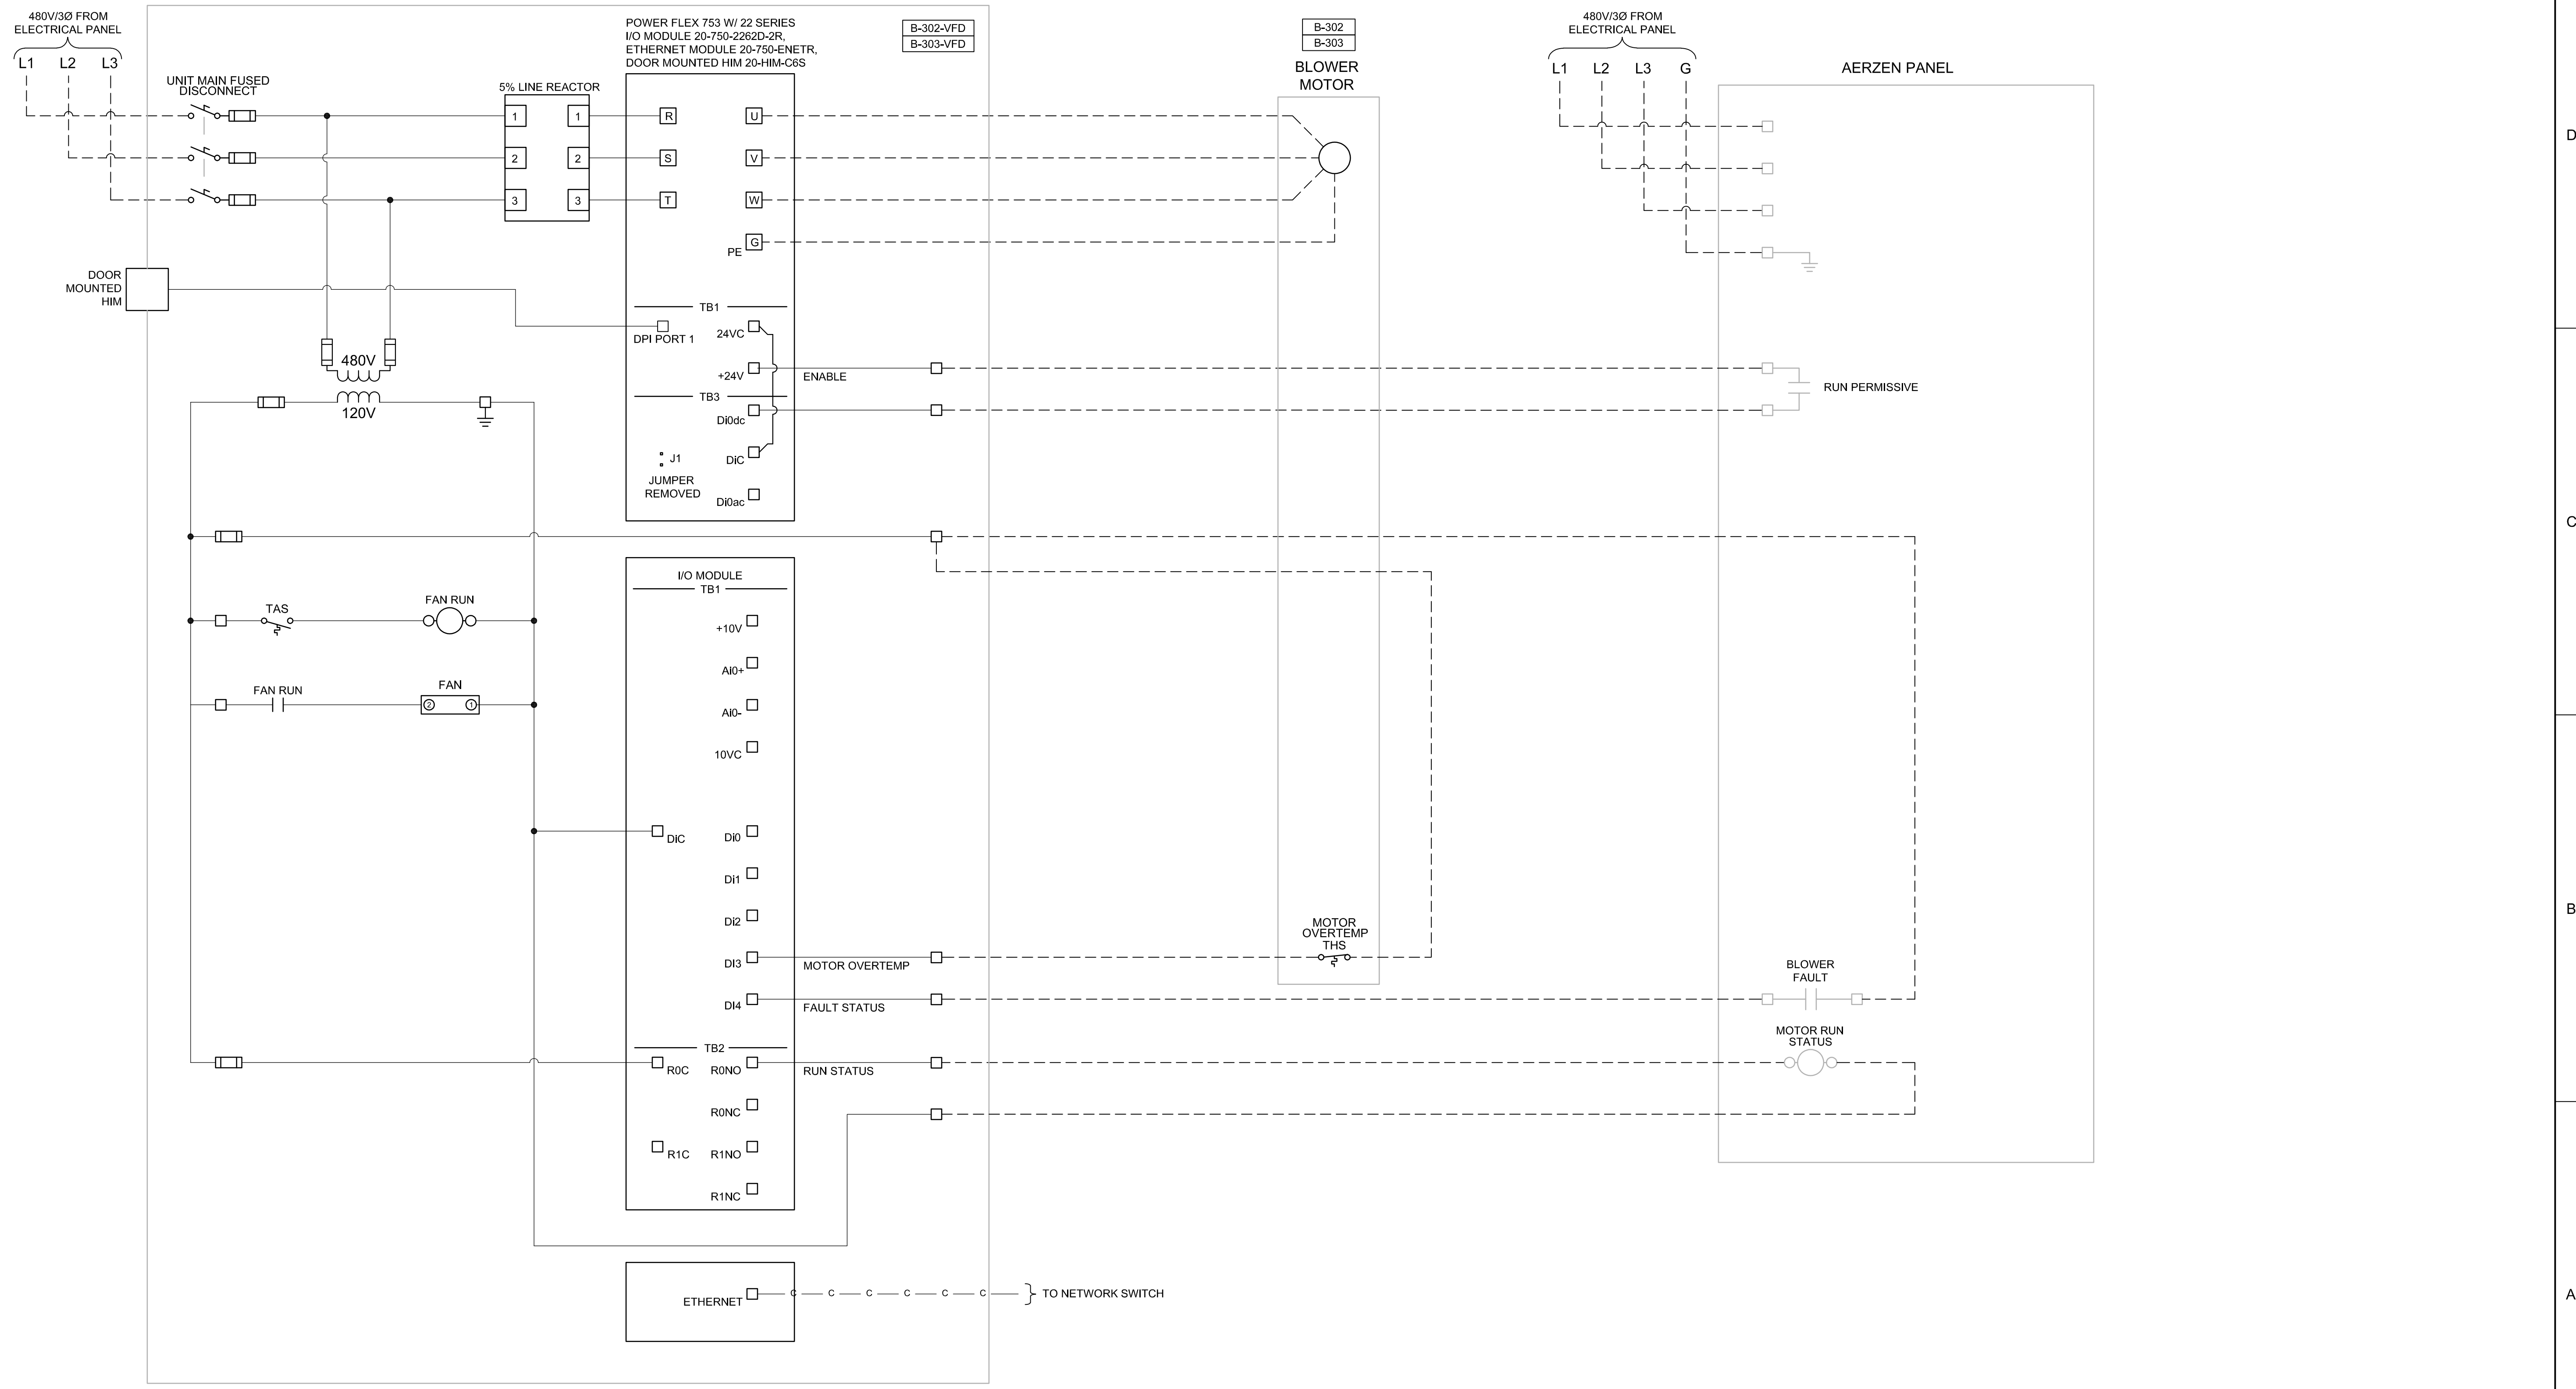 480V/3Ø FROM
ELECTRICAL PANEL
L1 L2 L3
UNIT MAIN FUSED
DISCONNECT
5% LINE REACTOR
1 1
2 2
3 3
POWER FLEX 753 W/ 22 SERIES
I/O MODULE 20-750-2262D-2R,
ETHERNET MODULE 20-750-ENETR,
DOOR MOUNTED HIM 20-HIM-C6S
B-302-VFD
B-303-VFD
R U
S V
T W
G
PE
DOOR
MOUNTED
HIM
TB1
DPI PORT 1
24VC
+24V
ENABLE
TB3
Di0dc
J1
DiC
JUMPER
REMOVED
Di0ac
480V
120V
TAS
FAN RUN
FAN RUN
FAN
2 1
I/O MODULE
TB1
+10V
Ai0+
Ai0-
10VC
DiC Di0
Di1
Di2
DI3
MOTOR OVERTEMP
DI4
FAULT STATUS
TB2
R0C R0NO
RUN STATUS
R0NC
R1C R1NO
R1NC
ETHERNET
C C C C C C
TO NETWORK SWITCH
B-302
B-303
BLOWER
MOTOR
MOTOR
OVERTEMP
THS
480V/3Ø FROM
ELECTRICAL PANEL
L1 L2 L3 G
AERZEN PANEL
RUN PERMISSIVE
BLOWER
FAULT
MOTOR RUN
STATUS
D
C
B
A